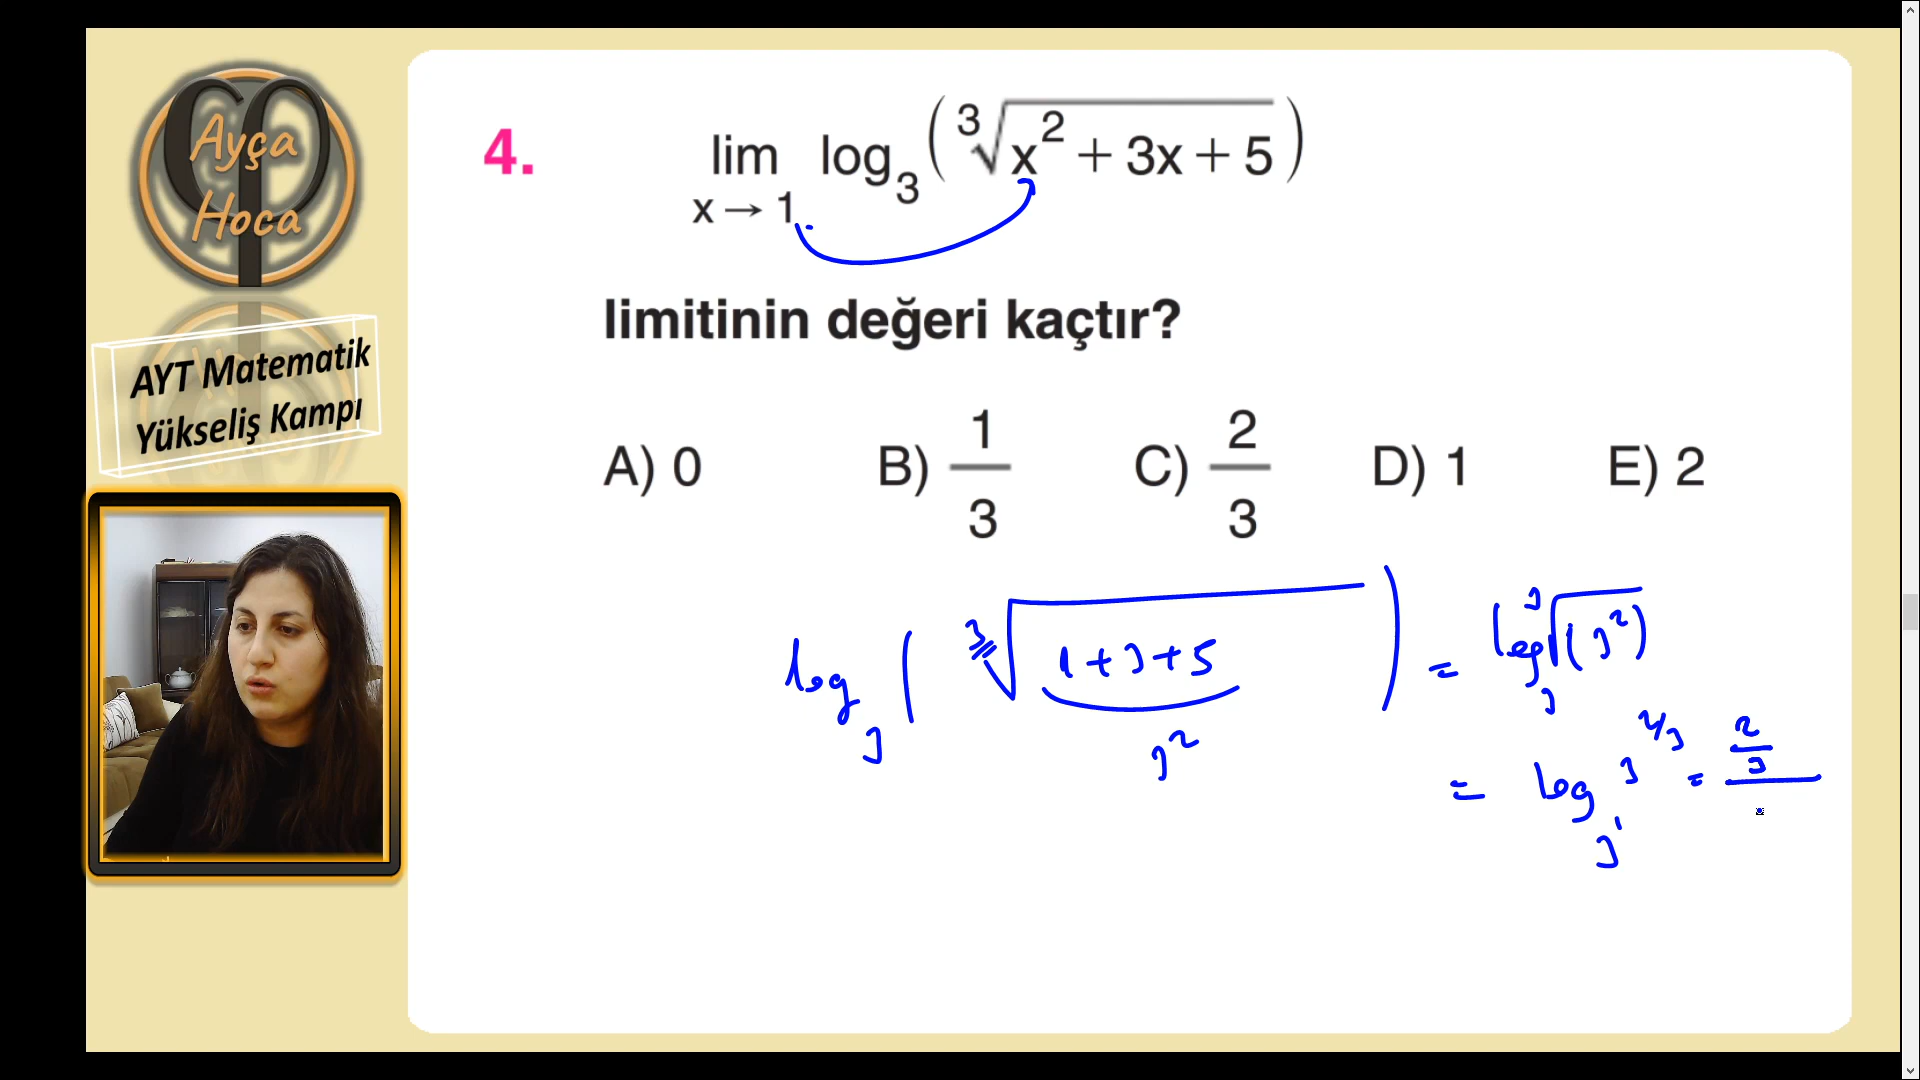 Ayça
Hoca
AYT Matematik
Yükseliş Kampı
4. lim x → 1 log₃(∛(x² + 3x + 5))
limitinin değeri kaçtır?
A) 0 B) 1/3 C) 2/3 D) 1 E) 2
log₃(∛(1+3+5)) = log₃ ∛(3²)
3²
= log₃¹ 3^(2/3) = 2/3